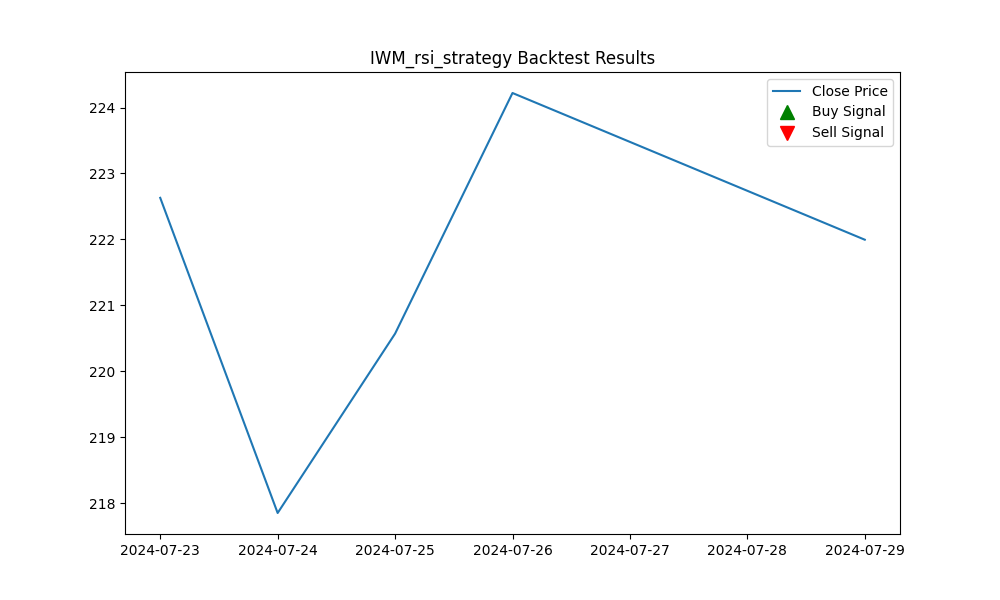 IWM_rsi_strategy Backtest Results
Close Price
Buy Signal
Sell Signal
224
223
222
221
220
219
218
2024-07-23 2024-07-24 2024-07-25 2024-07-26 2024-07-27 2024-07-28 2024-07-29